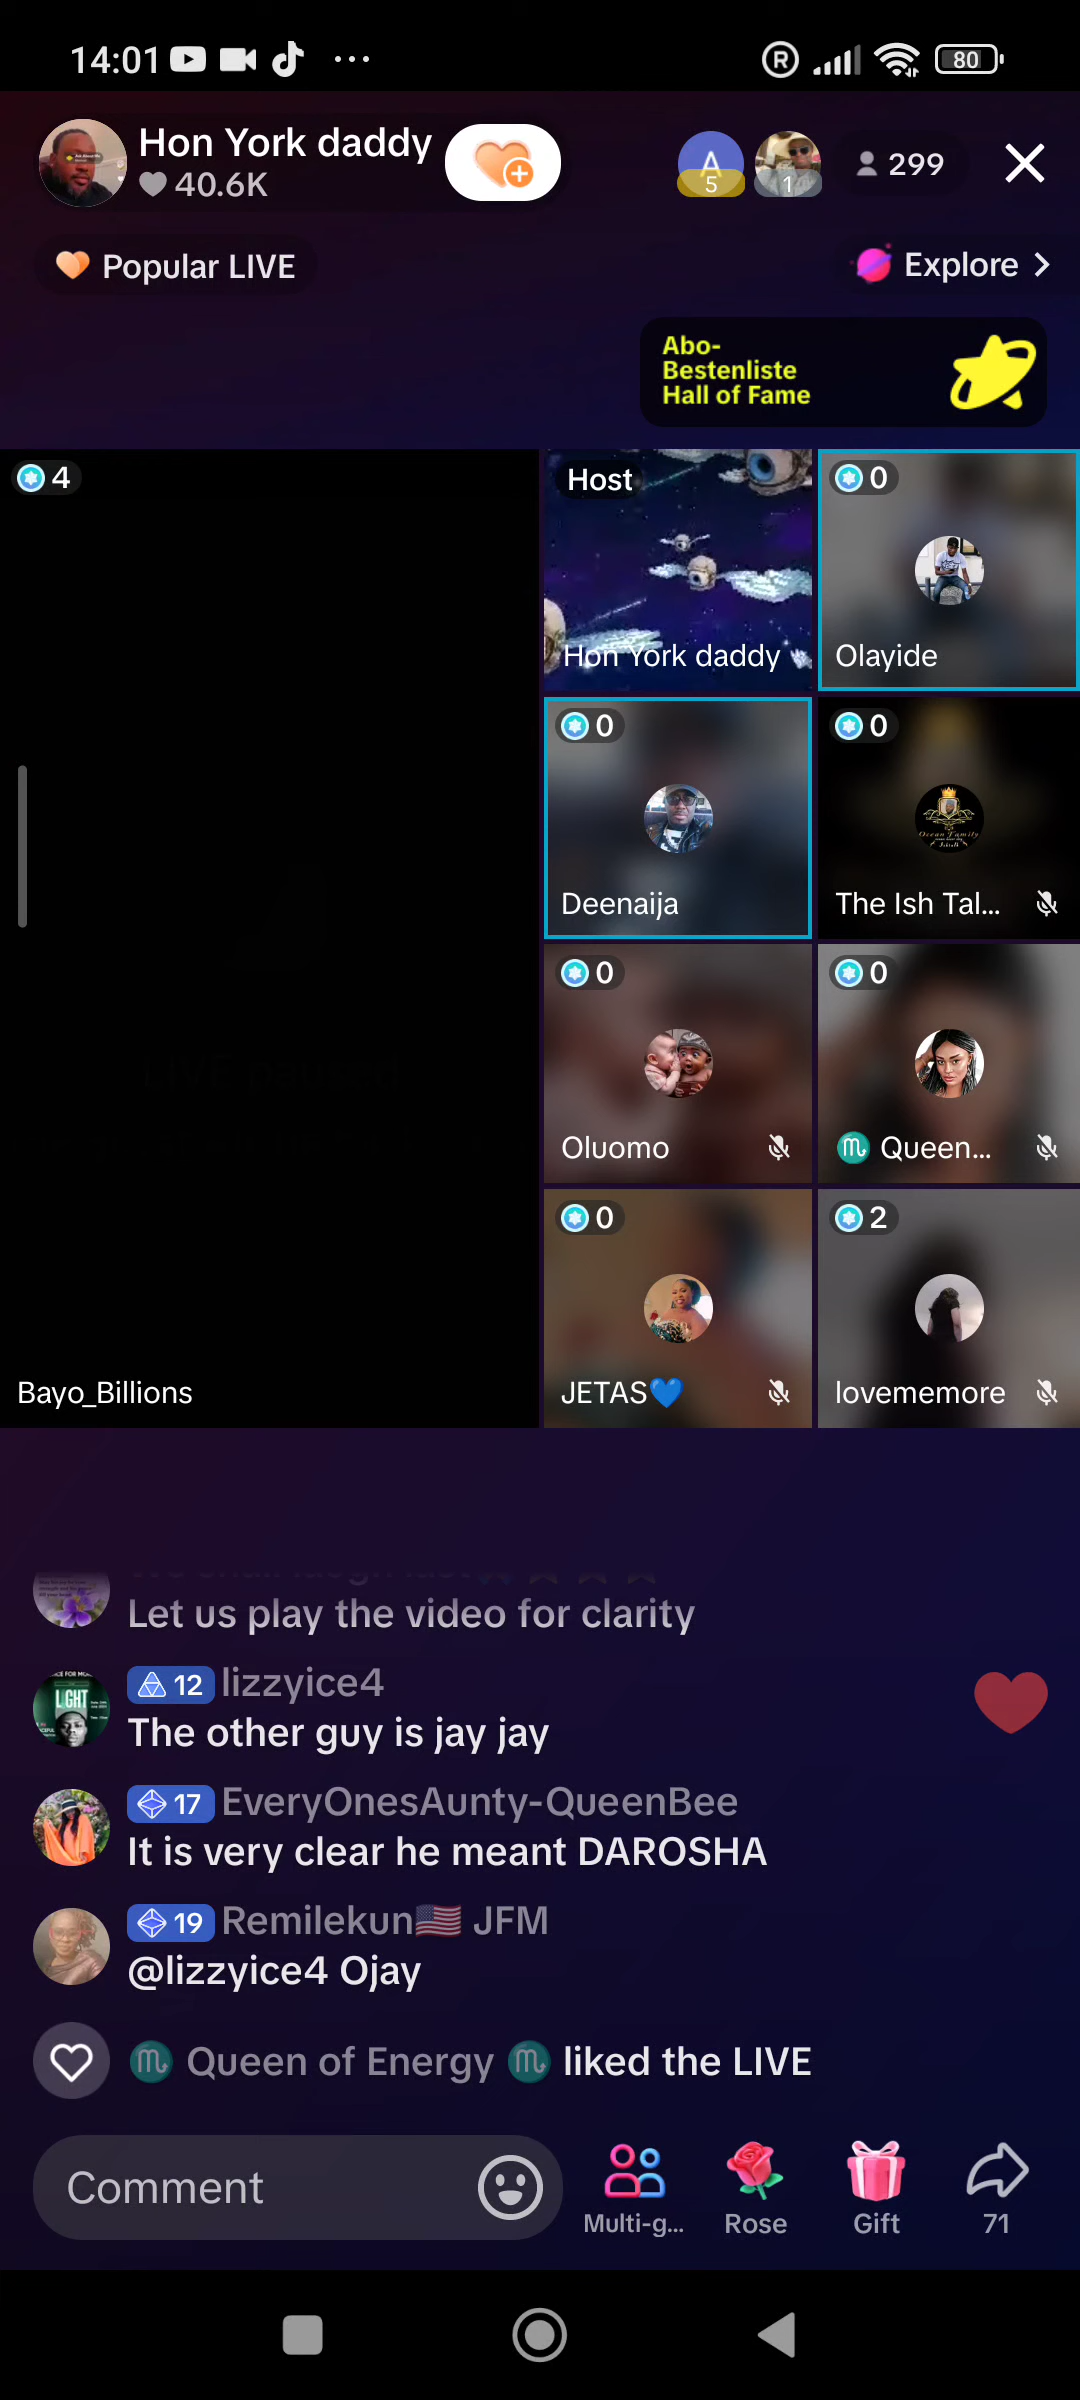 14:01
80
Hon York daddy
40.6K
A
5
1
299
Popular LIVE
Explore
Abo-
Bestenliste
Hall of Fame
4
Host
Hon York daddy
0
Olayide
0
Deenaija
0
The Ish Tal...
0
Oluomo
0
♏ Queen...
0
JETAS💙
2
lovememore
Bayo_Billions
Let us play the video for clarity
12 lizzyice4
The other guy is jay jay
17 EveryOnesAunty-QueenBee
It is very clear he meant DAROSHA
19 Remilekun🇺🇸 JFM
@lizzyice4 Ojay
♏ Queen of Energy ♏ liked the LIVE
Comment
Multi-g...
Rose
Gift
71